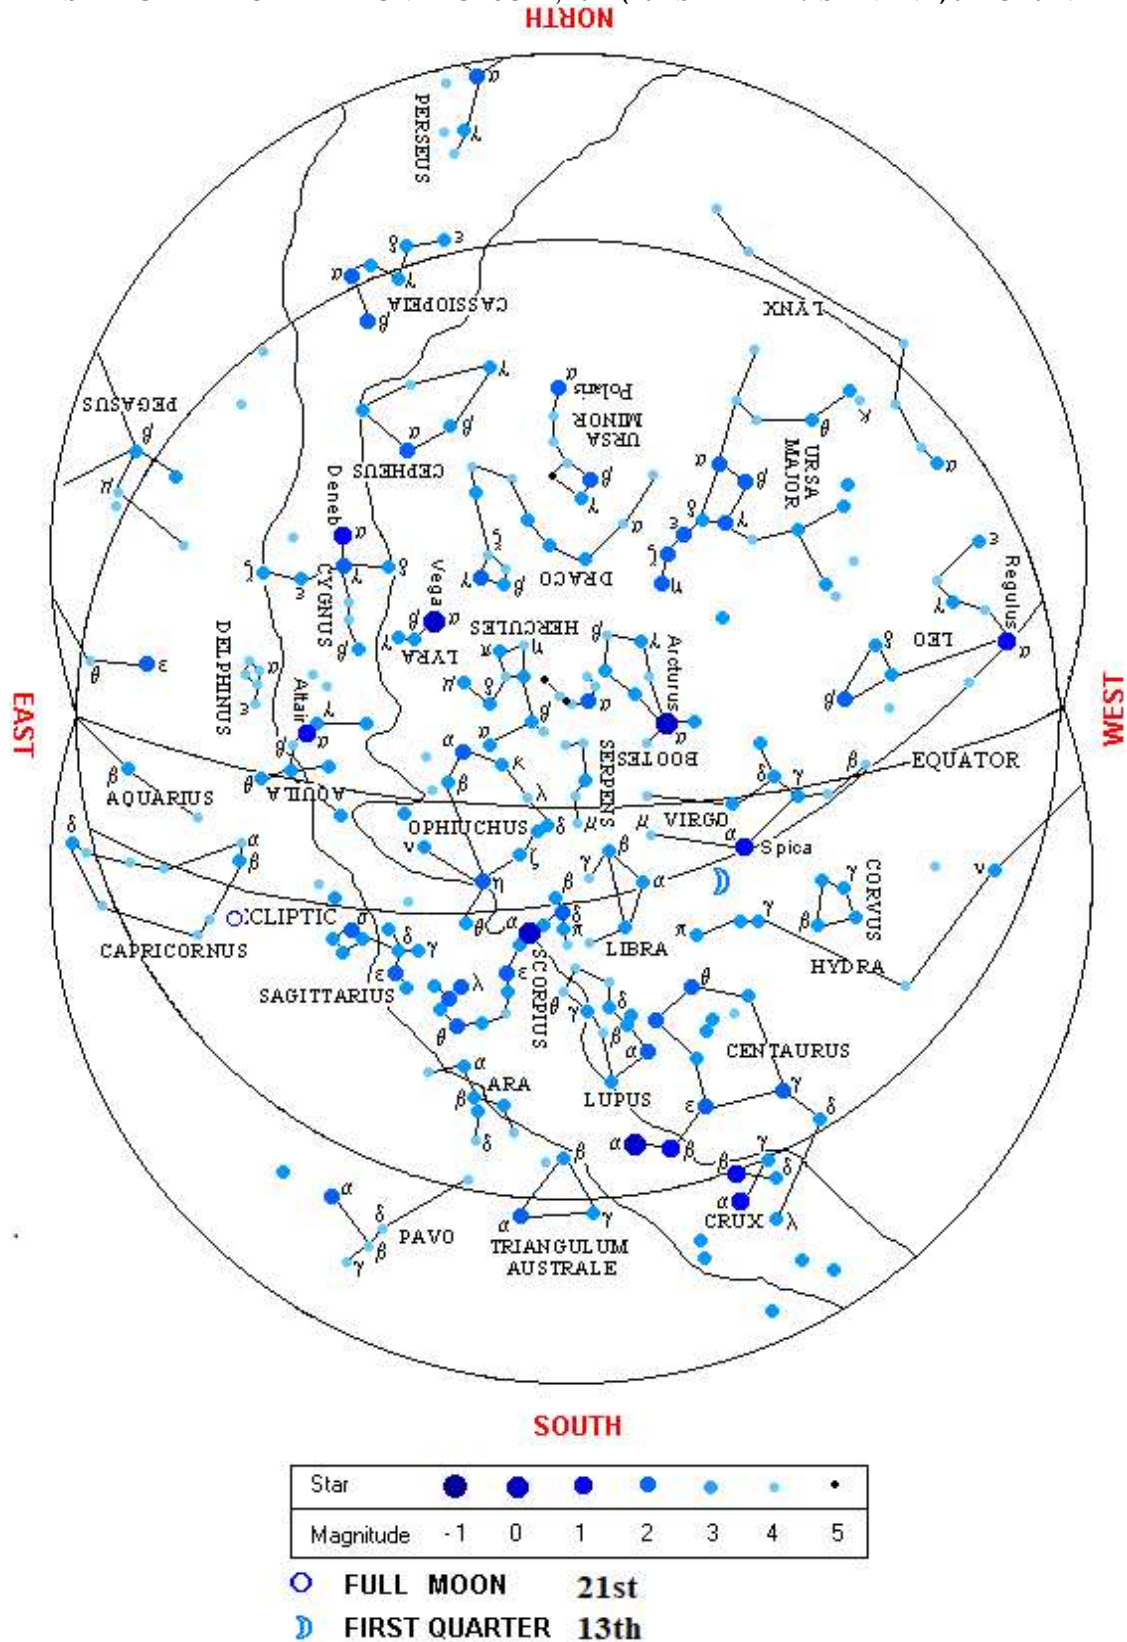 NORTH
α
PERSEUS
γ
δ
ε
α
γ
CASSIOPEIA
β
LYNX
PEGASUS
β
μ
γ
β
α
CEPHEUS
α
Polaris
URSA
MINOR
β
γ
κ
θ
URSA
MAJOR
α
β
δ
γ
ε
ζ
η
α
Deneb
α
ζ
ε
γ
δ
CYGNUS
β
ξ
γ
β
DRACO
α
ε
γ
Regulus
α
LEO
δ
β
Vega
α
β
γ
LYRA
HERCULES
π
η
μ
δ
β
α
β
γ
α
Arcturus
α
BOOTES
DELPHINUS
α
ε
θ
ε
Altair
γ
α
β
θ
AQUILA
AQUILA
EAST
WEST
EQUATOR
β
AQUARIUS
α
β
κ
λ
OPHIUCHUS
δ
ν
ζ
η
θ
SERPENS
μ
VIRGO
δ
γ
β
μ
α
Spica
δ
α
β
CAPRICORNUS
CLIPTIC
γ
β
α
LIBRA
π
γ
γ
β
CORVUS
ν
HYDRA
σ
δ
γ
ε
SAGITTARIUS
β
α
δ
π
ε
λ
θ
SCORPIUS
θ
γ
δ
β
α
LUPUS
θ
CENTAURUS
γ
δ
ε
α
β
α
ARA
β
δ
γ
β
δ
α
CRUX
λ
α
δ
β
γ
PAVO
β
α
γ
TRIANGULUM
AUSTRALE
SOUTH
Star
Magnitude -1 0 1 2 3 4 5
FULL MOON 21st
FIRST QUARTER 13th